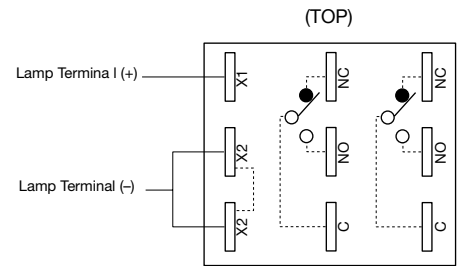 (TOP)
Lamp Termina l (+)
X1
NC
NC
X2
NO
NO
Lamp Terminal (–)
X2
C
C